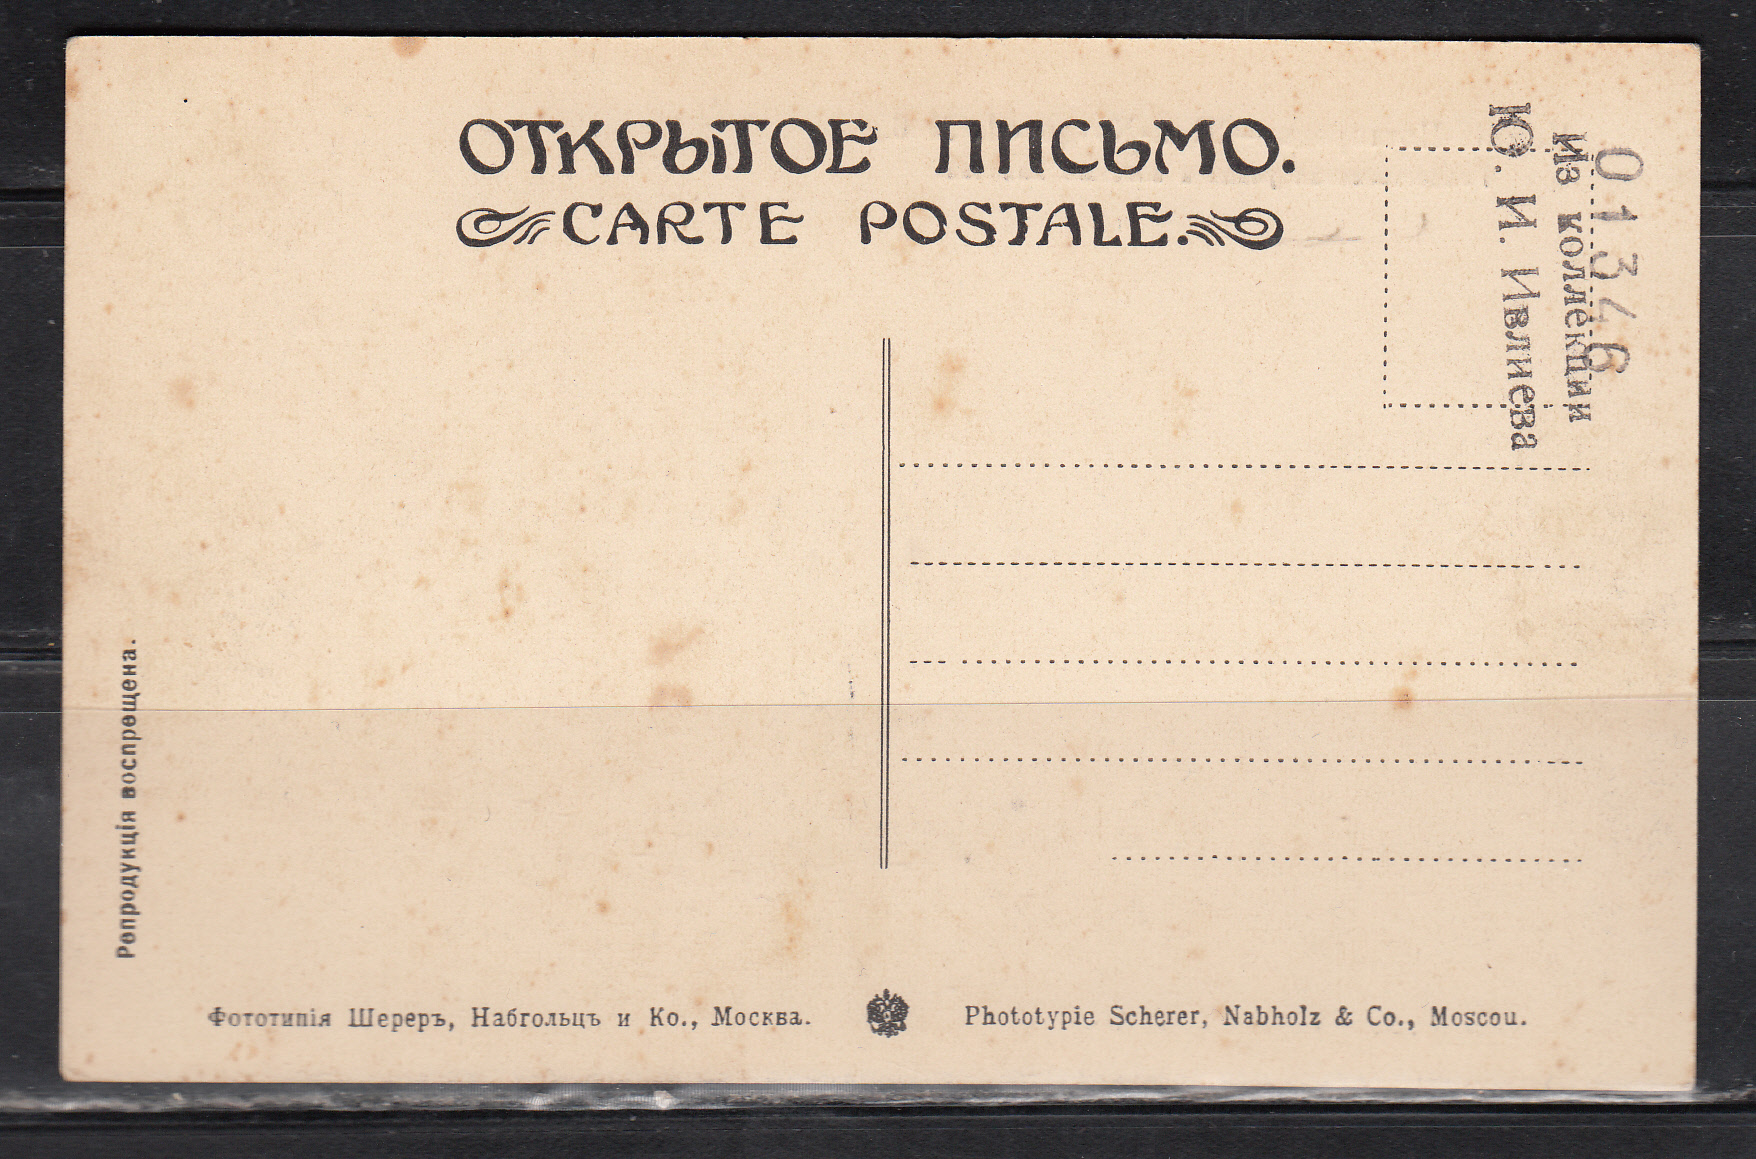 ОТКРЫТОЕ ПИСЬМО.
CARTE POSTALE.
01346
Из коллекции
Ю. И. Ивлиева
Репродукція воспрещена.
Фототипія Шереръ, Набгольцъ и Ко., Москва.
Phototypie Scherer, Nabholz & Co., Moscou.